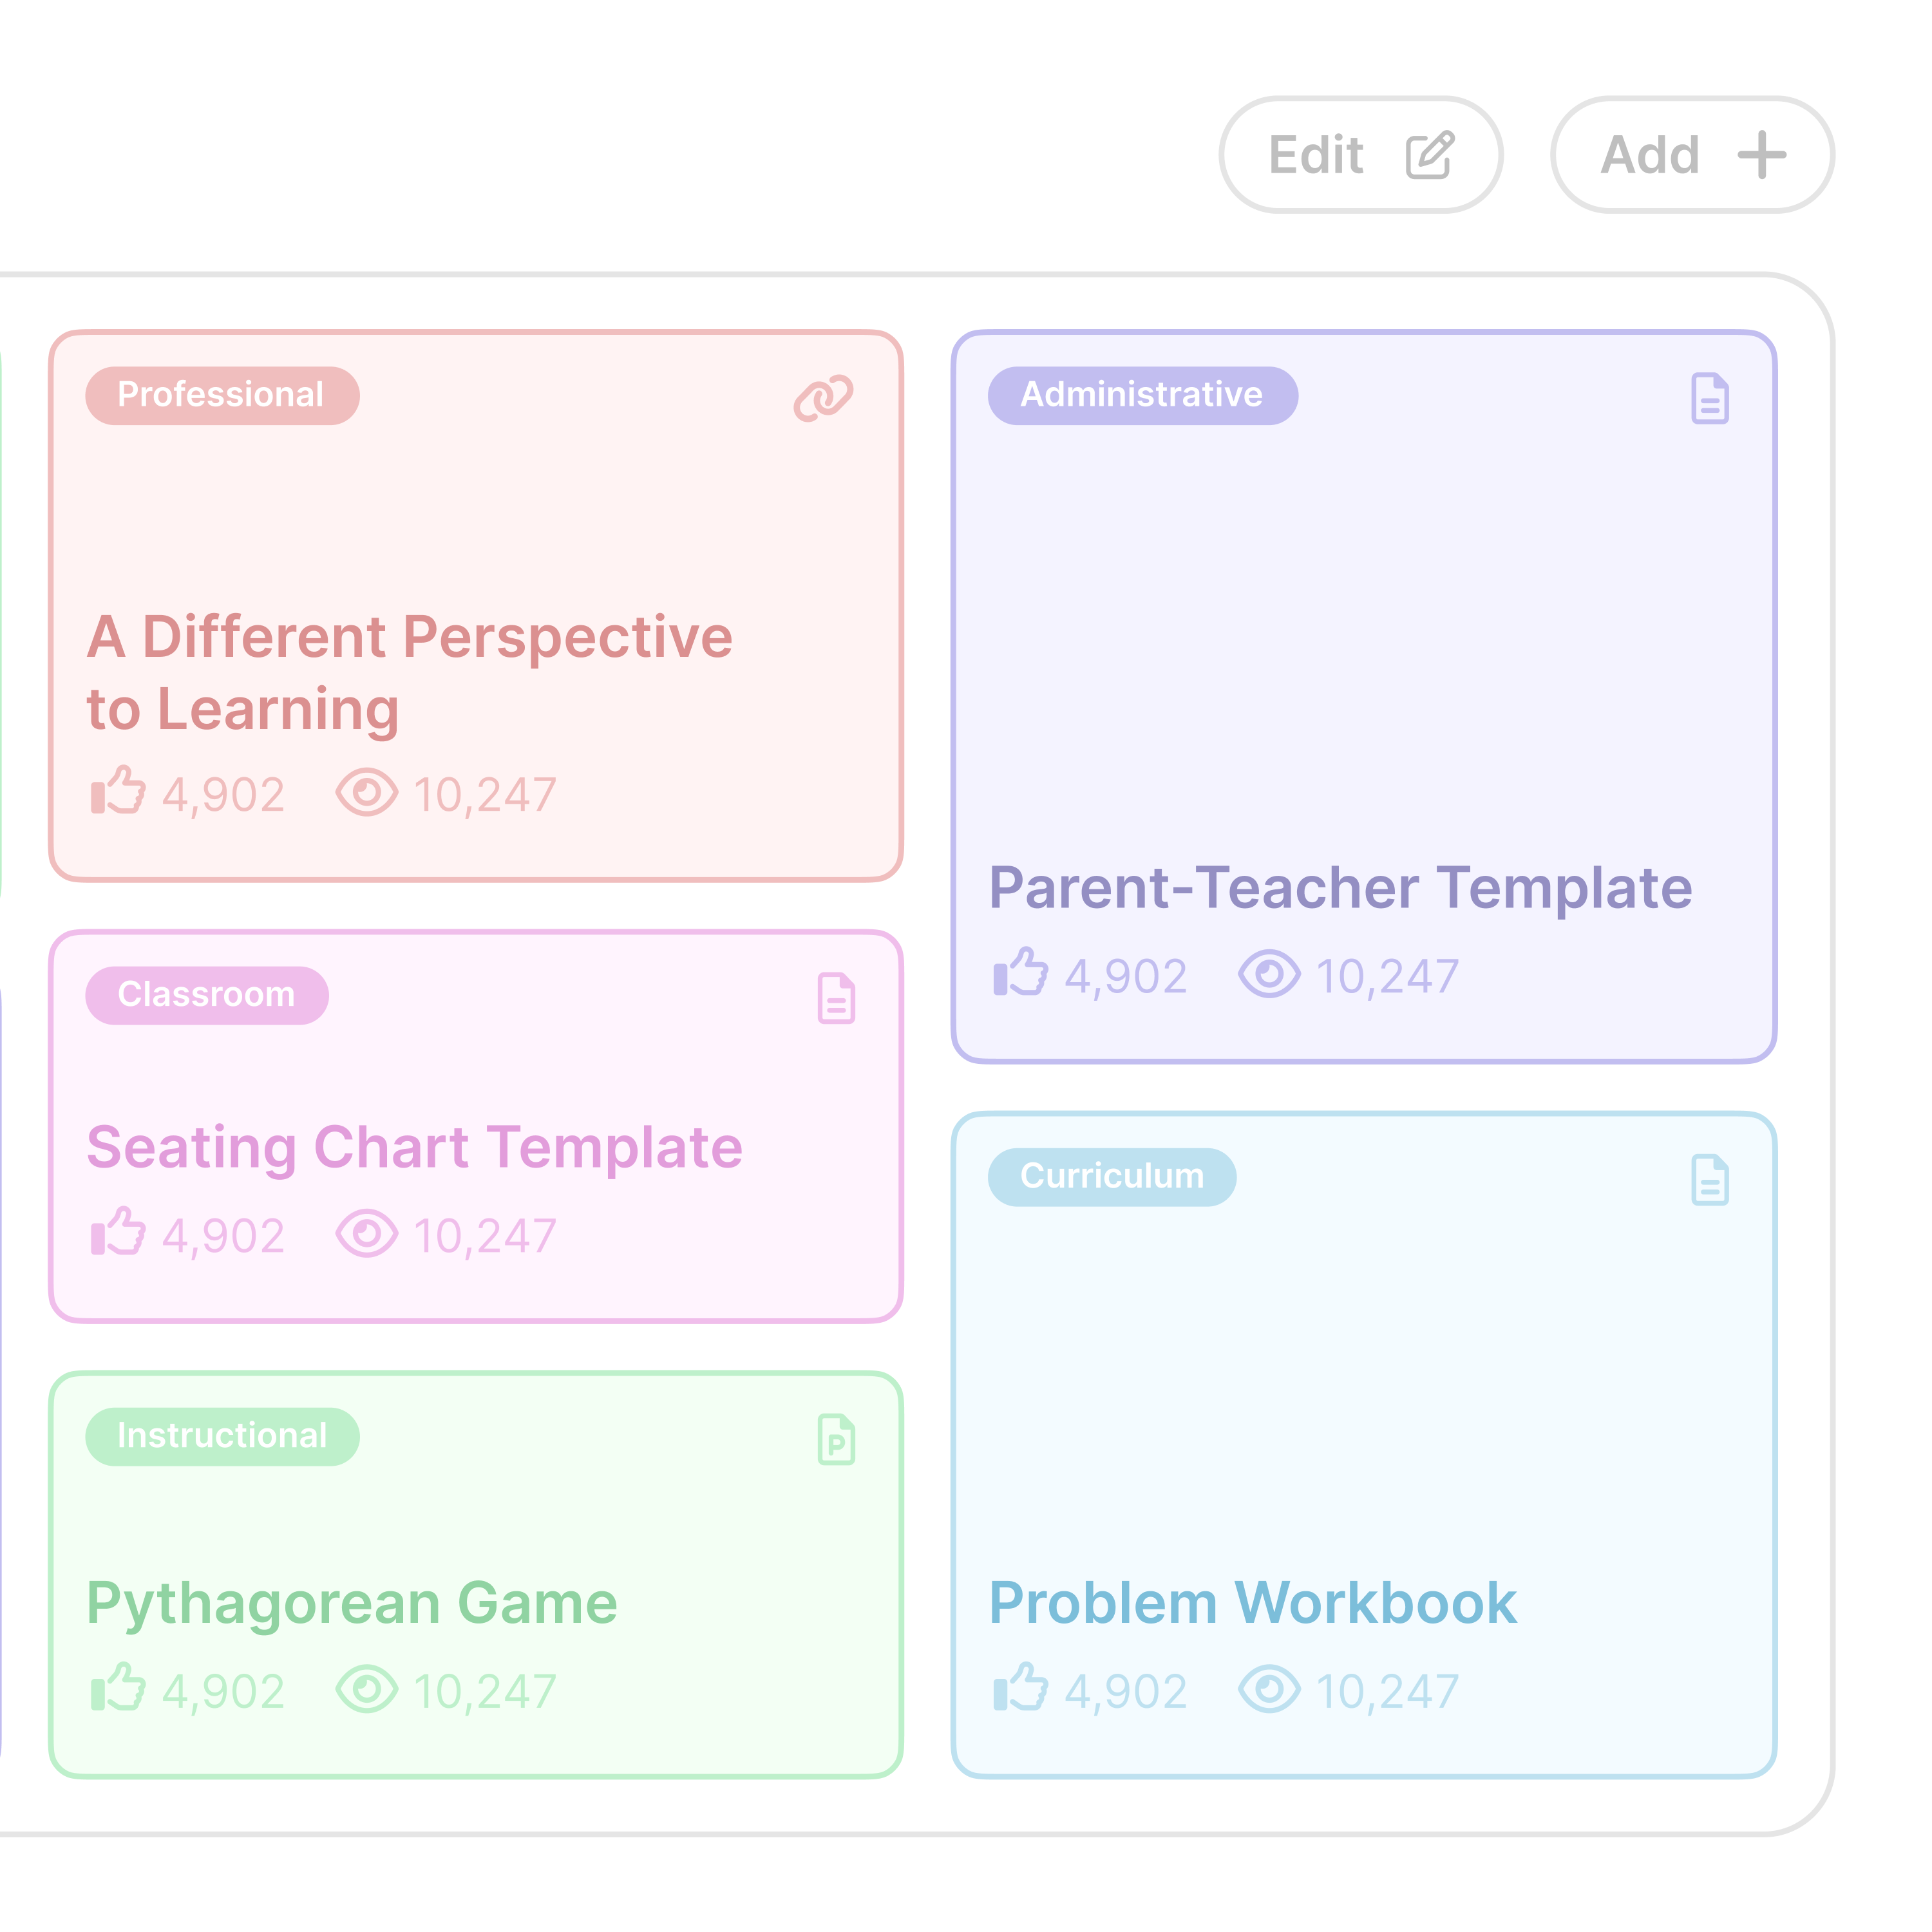 Edit
Add
Professional
A Different Perspective
to Learning
4,902 10,247
Classroom
Seating Chart Template
4,902 10,247
Instructional
P
Pythagorean Game
4,902 10,247
Administrative
Parent-Teacher Template
4,902 10,247
Curriculum
Problem Workbook
4,902 10,247